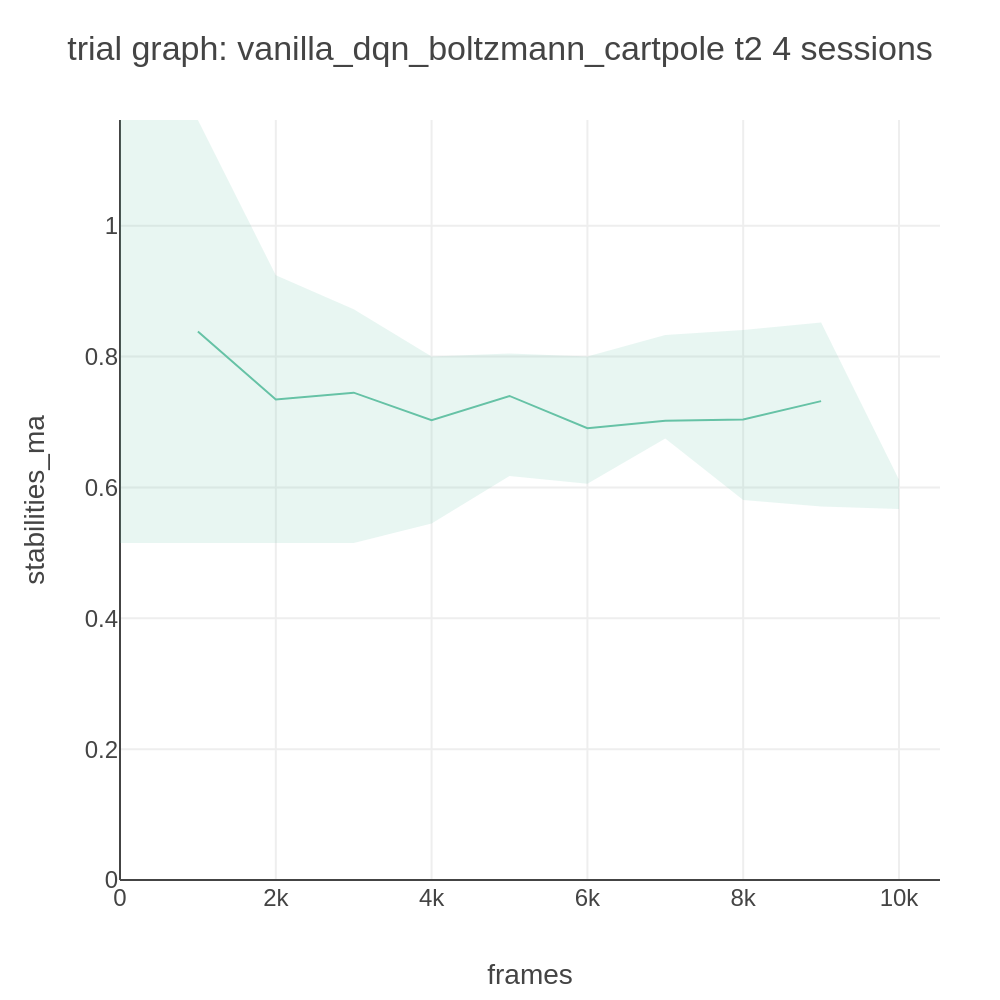 trial graph: vanilla_dqn_boltzmann_cartpole t2 4 sessions
stabilities_ma
1
0.8
0.6
0.4
0.2
0
0 2k 4k 6k 8k 10k
frames